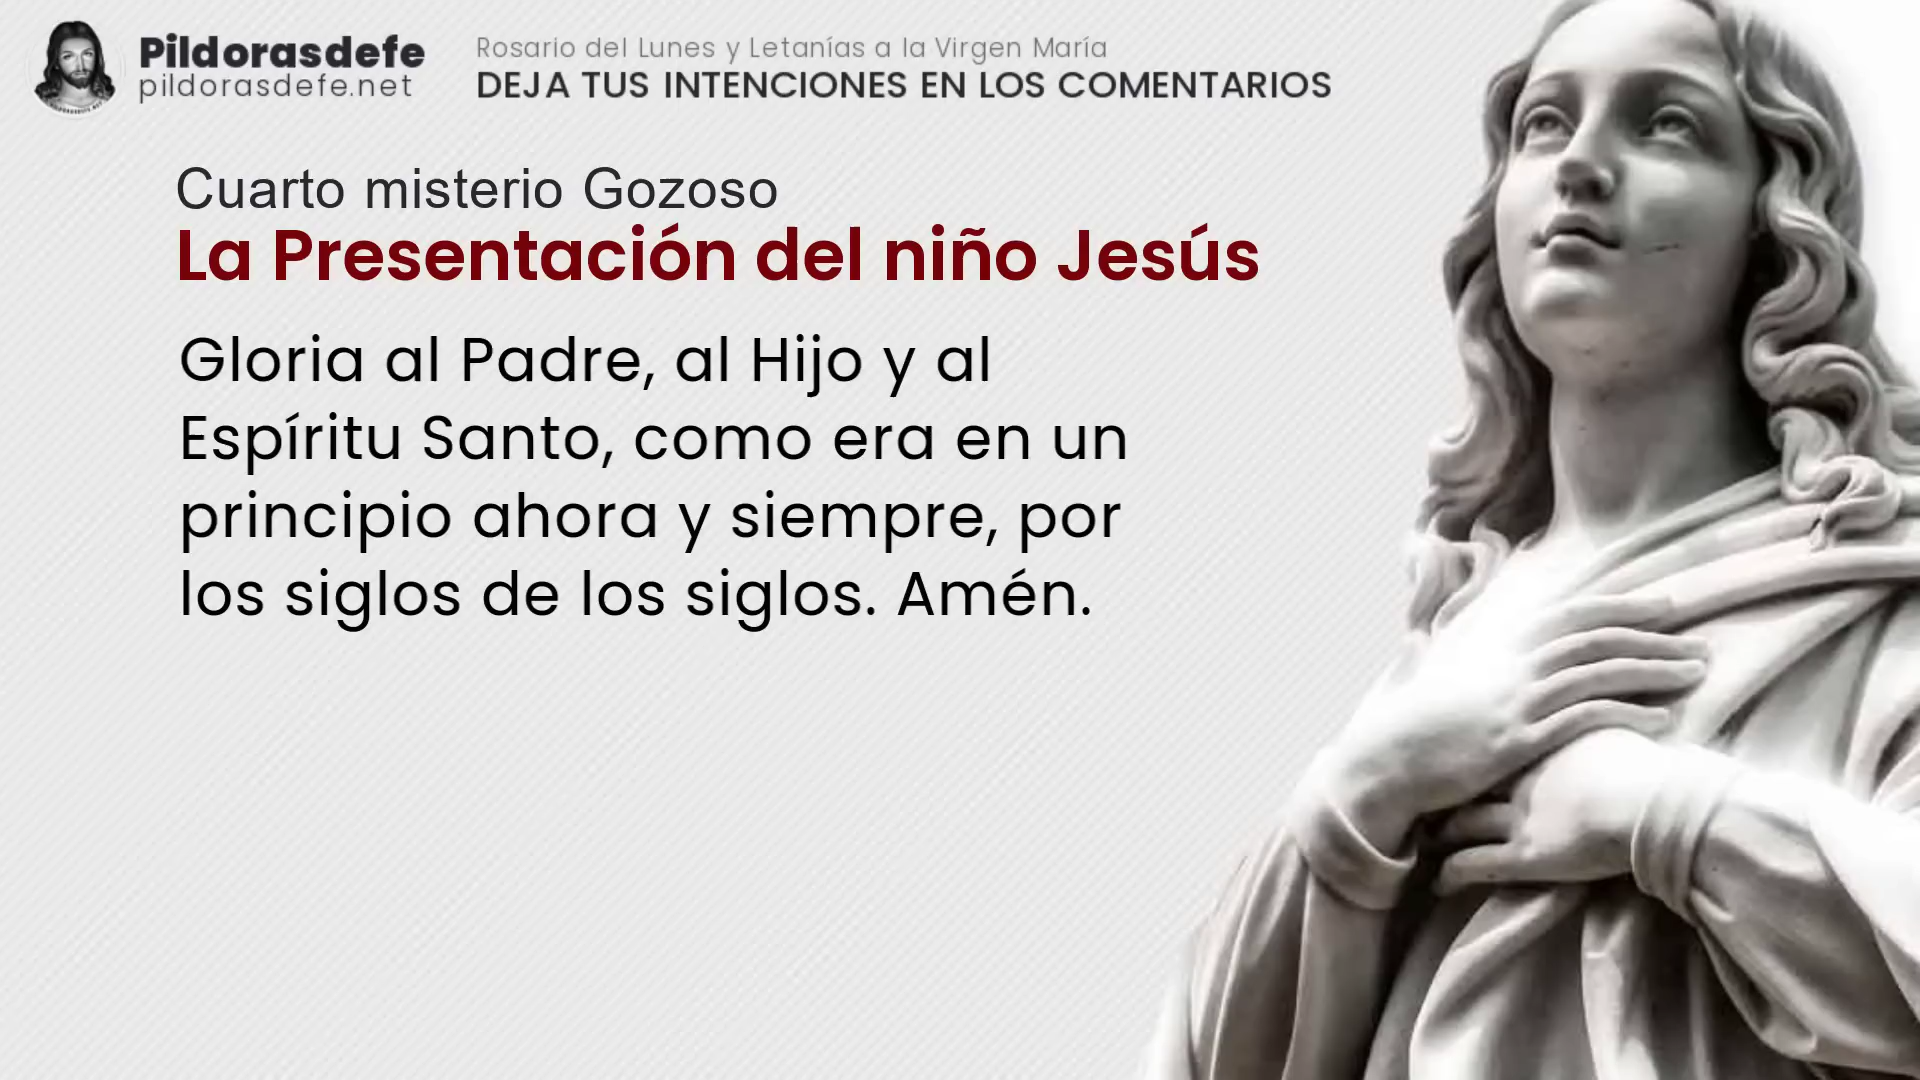 Pildorasdefe
pildorasdefe.net
Rosario del Lunes y Letanías a la Virgen María
DEJA TUS INTENCIONES EN LOS COMENTARIOS
Cuarto misterio Gozoso
La Presentación del niño Jesús
Gloria al Padre, al Hijo y al
Espíritu Santo, como era en un
principio ahora y siempre, por
los siglos de los siglos. Amén.